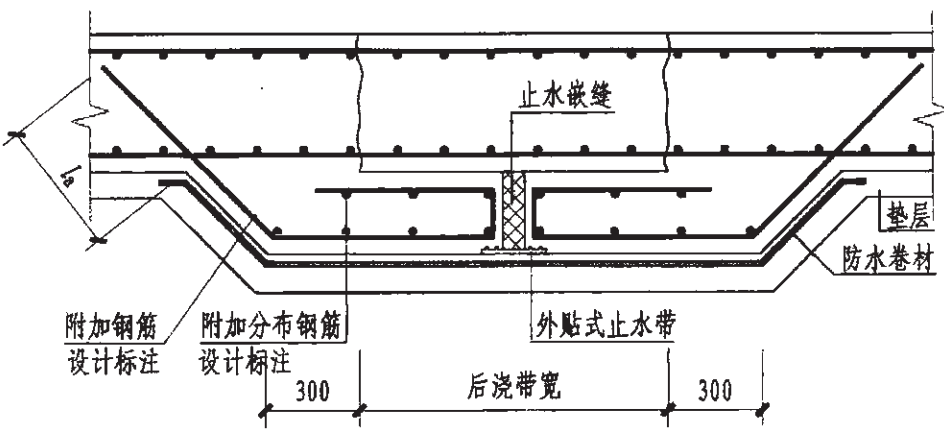 止水嵌缝
la
垫层
防水卷材
附加钢筋
设计标注
附加分布钢筋
设计标注
外贴式止水带
300
后浇带宽
300